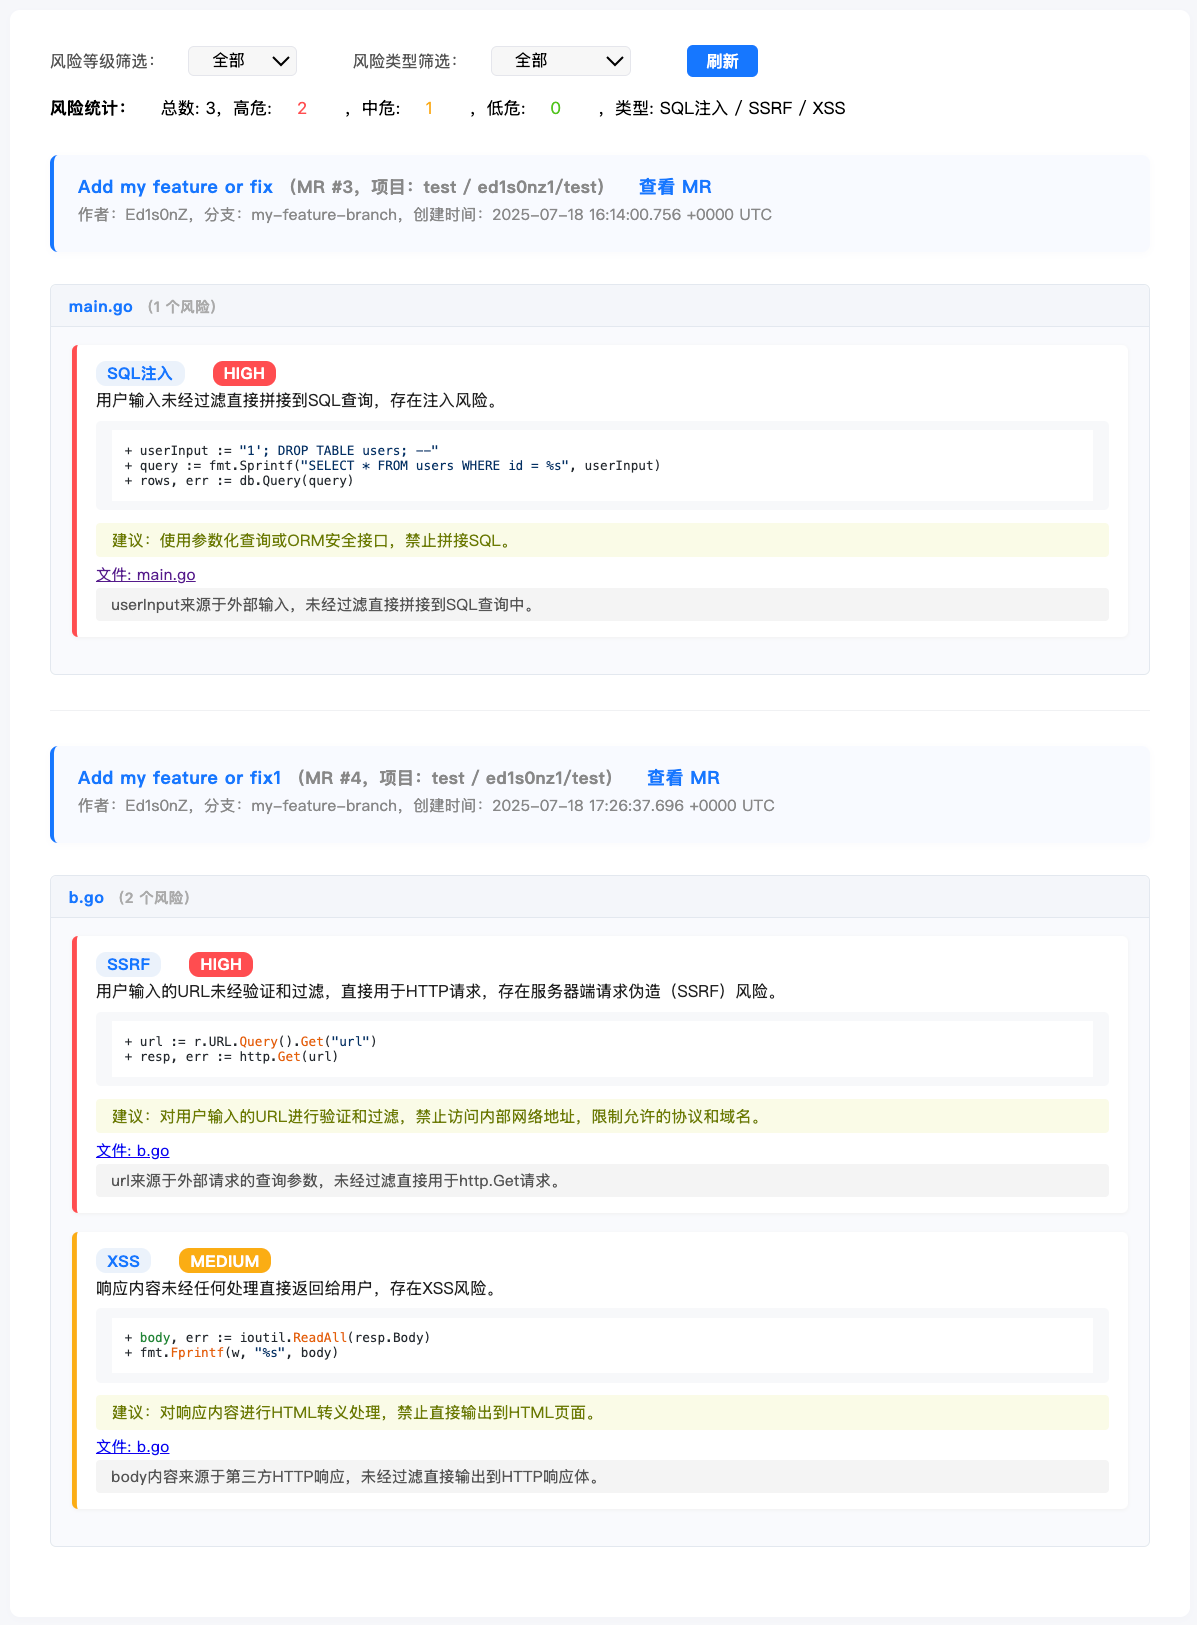 风险等级筛选： 全部 风险类型筛选： 全部 刷新
风险统计： 总数: 3，高危: 2 ，中危: 1 ，低危: 0 ，类型: SQL注入 / SSRF / XSS
Add my feature or fix （MR #3，项目：test / ed1s0nz1/test） 查看 MR
作者：Ed1s0nZ，分支：my-feature-branch，创建时间：2025-07-18 16:14:00.756 +0000 UTC
main.go （1 个风险）
SQL注入 HIGH
用户输入未经过滤直接拼接到SQL查询，存在注入风险。
+ userInput := "1'; DROP TABLE users; --"
+ query := fmt.Sprintf("SELECT * FROM users WHERE id = %s", userInput)
+ rows, err := db.Query(query)
建议：使用参数化查询或ORM安全接口，禁止拼接SQL。
文件: main.go
userInput来源于外部输入，未经过滤直接拼接到SQL查询中。
Add my feature or fix1 （MR #4，项目：test / ed1s0nz1/test） 查看 MR
作者：Ed1s0nZ，分支：my-feature-branch，创建时间：2025-07-18 17:26:37.696 +0000 UTC
b.go （2 个风险）
SSRF HIGH
用户输入的URL未经验证和过滤，直接用于HTTP请求，存在服务器端请求伪造（SSRF）风险。
+ url := r.URL.Query().Get("url")
+ resp, err := http.Get(url)
建议：对用户输入的URL进行验证和过滤，禁止访问内部网络地址，限制允许的协议和域名。
文件: b.go
url来源于外部请求的查询参数，未经过滤直接用于http.Get请求。
XSS MEDIUM
响应内容未经任何处理直接返回给用户，存在XSS风险。
+ body, err := ioutil.ReadAll(resp.Body)
+ fmt.Fprintf(w, "%s", body)
建议：对响应内容进行HTML转义处理，禁止直接输出到HTML页面。
文件: b.go
body内容来源于第三方HTTP响应，未经过滤直接输出到HTTP响应体。